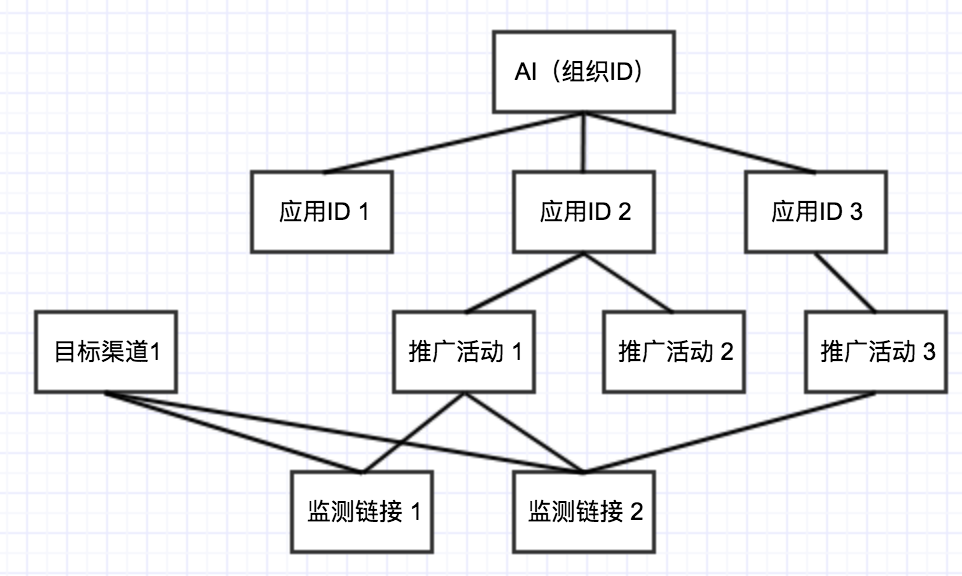 AI（组织ID）
应用ID 1
应用ID 2
应用ID 3
目标渠道1
推广活动 1
推广活动 2
推广活动 3
监测链接 1
监测链接 2